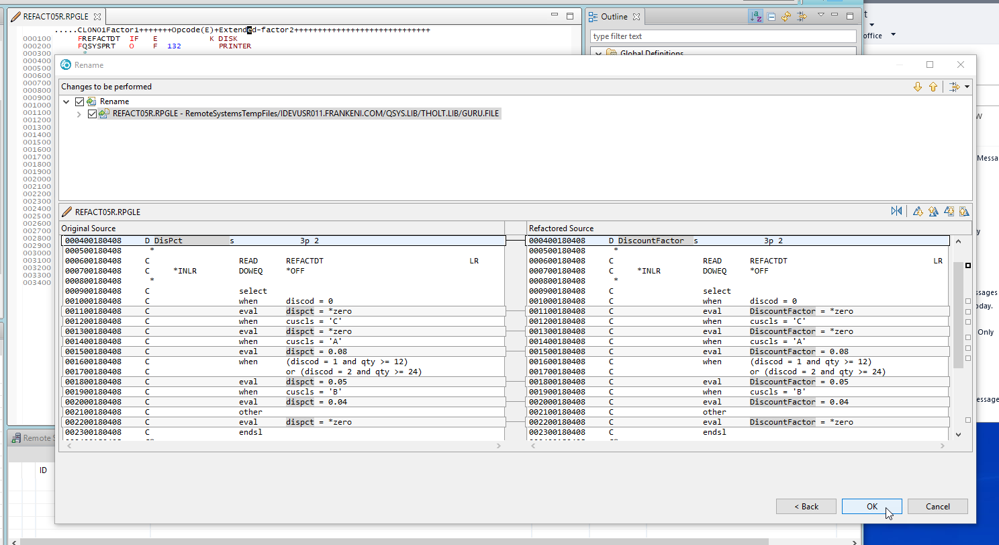 REFACT05R.RPGLE
.....CL0N01Factor1+++++++Opcode(E)+Extended-factor2+++++++++++++++++++++++++++++
000100 FREFACTDT IF E K DISK
000200 FQSYSPRT O F 132 PRINTER
000300 *
000400
000500
000600
000700
000800
000900
001000
001100
001200
001300
001400
001500
001600
001700
001800
001900
002000
002100
002200
002300
002400
002500
002600
002700
002800
002900
003100
003200
003300
003400
Outline
type filter text
Global Definitions
t
office
Rename
Changes to be performed
Rename
REFACT05R.RPGLE - RemoteSystemsTempFiles/IDEVUSR011.FRANKENI.COM/QSYS.LIB/THOLT.LIB/GURU.FILE
REFACT05R.RPGLE
Original Source
000400180408 D DisPct s 3p 2
000500180408 *
000600180408 C READ REFACTDT LR
000700180408 C *INLR DOWEQ *OFF
000800180408 *
000900180408 C select
001000180408 C when discod = 0
001100180408 C eval dispct = *zero
001200180408 C when cuscls = 'C'
001300180408 C eval dispct = *zero
001400180408 C when cuscls = 'A'
001500180408 C eval dispct = 0.08
001600180408 C when (discod = 1 and qty >= 12)
001700180408 C or (discod = 2 and qty >= 24)
001800180408 C eval dispct = 0.05
001900180408 C when cuscls = 'B'
002000180408 C eval dispct = 0.04
002100180408 C other
002200180408 C eval dispct = *zero
002300180408 C endsl
Refactored Source
000400180408 D DiscountFactor s 3p 2
000500180408 *
000600180408 C READ REFACTDT LR
000700180408 C *INLR DOWEQ *OFF
000800180408 *
000900180408 C select
001000180408 C when discod = 0
001100180408 C eval DiscountFactor = *zero
001200180408 C when cuscls = 'C'
001300180408 C eval DiscountFactor = *zero
001400180408 C when cuscls = 'A'
001500180408 C eval DiscountFactor = 0.08
001600180408 C when (discod = 1 and qty >= 12)
001700180408 C or (discod = 2 and qty >= 24)
001800180408 C eval DiscountFactor = 0.05
001900180408 C when cuscls = 'B'
002000180408 C eval DiscountFactor = 0.04
002100180408 C other
002200180408 C eval DiscountFactor = *zero
002300180408 C endsl
< Back
OK
Cancel
Remote S
ID
W
Messa
y
ssages
oday.
Only
essage